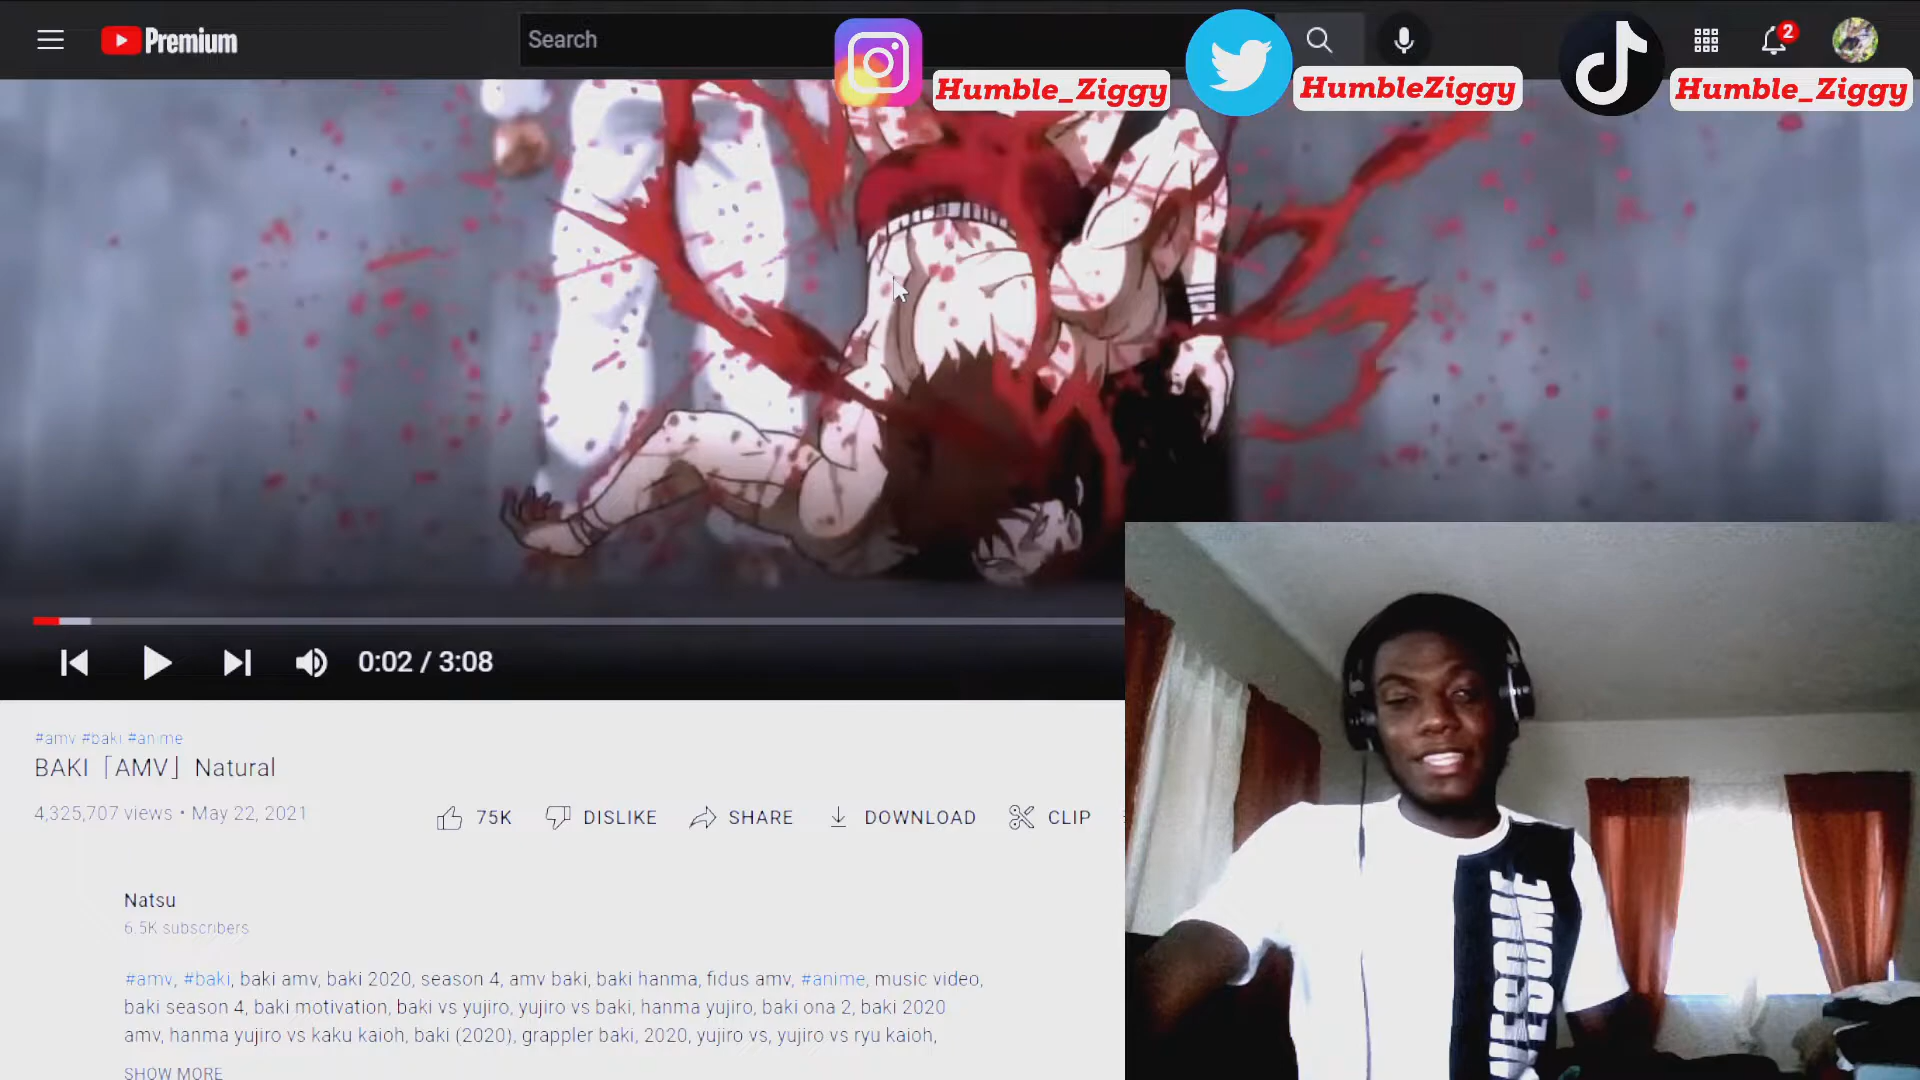 Premium
Search
2
Humble_Ziggy
HumbleZiggy
Humble_Ziggy
0:02 / 3:08
#amv #baki #anime
BAKI「AMV」Natural
4,325,707 views • May 22, 2021
75K
DISLIKE
SHARE
DOWNLOAD
CLIP
Natsu
6.5K subscribers
#amv, #baki, baki amv, baki 2020, season 4, amv baki, baki hanma, fidus amv, #anime, music video,
baki season 4, baki motivation, baki vs yujiro, yujiro vs baki, hanma yujiro, baki ona 2, baki 2020
amv, hanma yujiro vs kaku kaioh, baki (2020), grappler baki, 2020, yujiro vs, yujiro vs ryu kaioh,
SHOW MORE
AWESOME